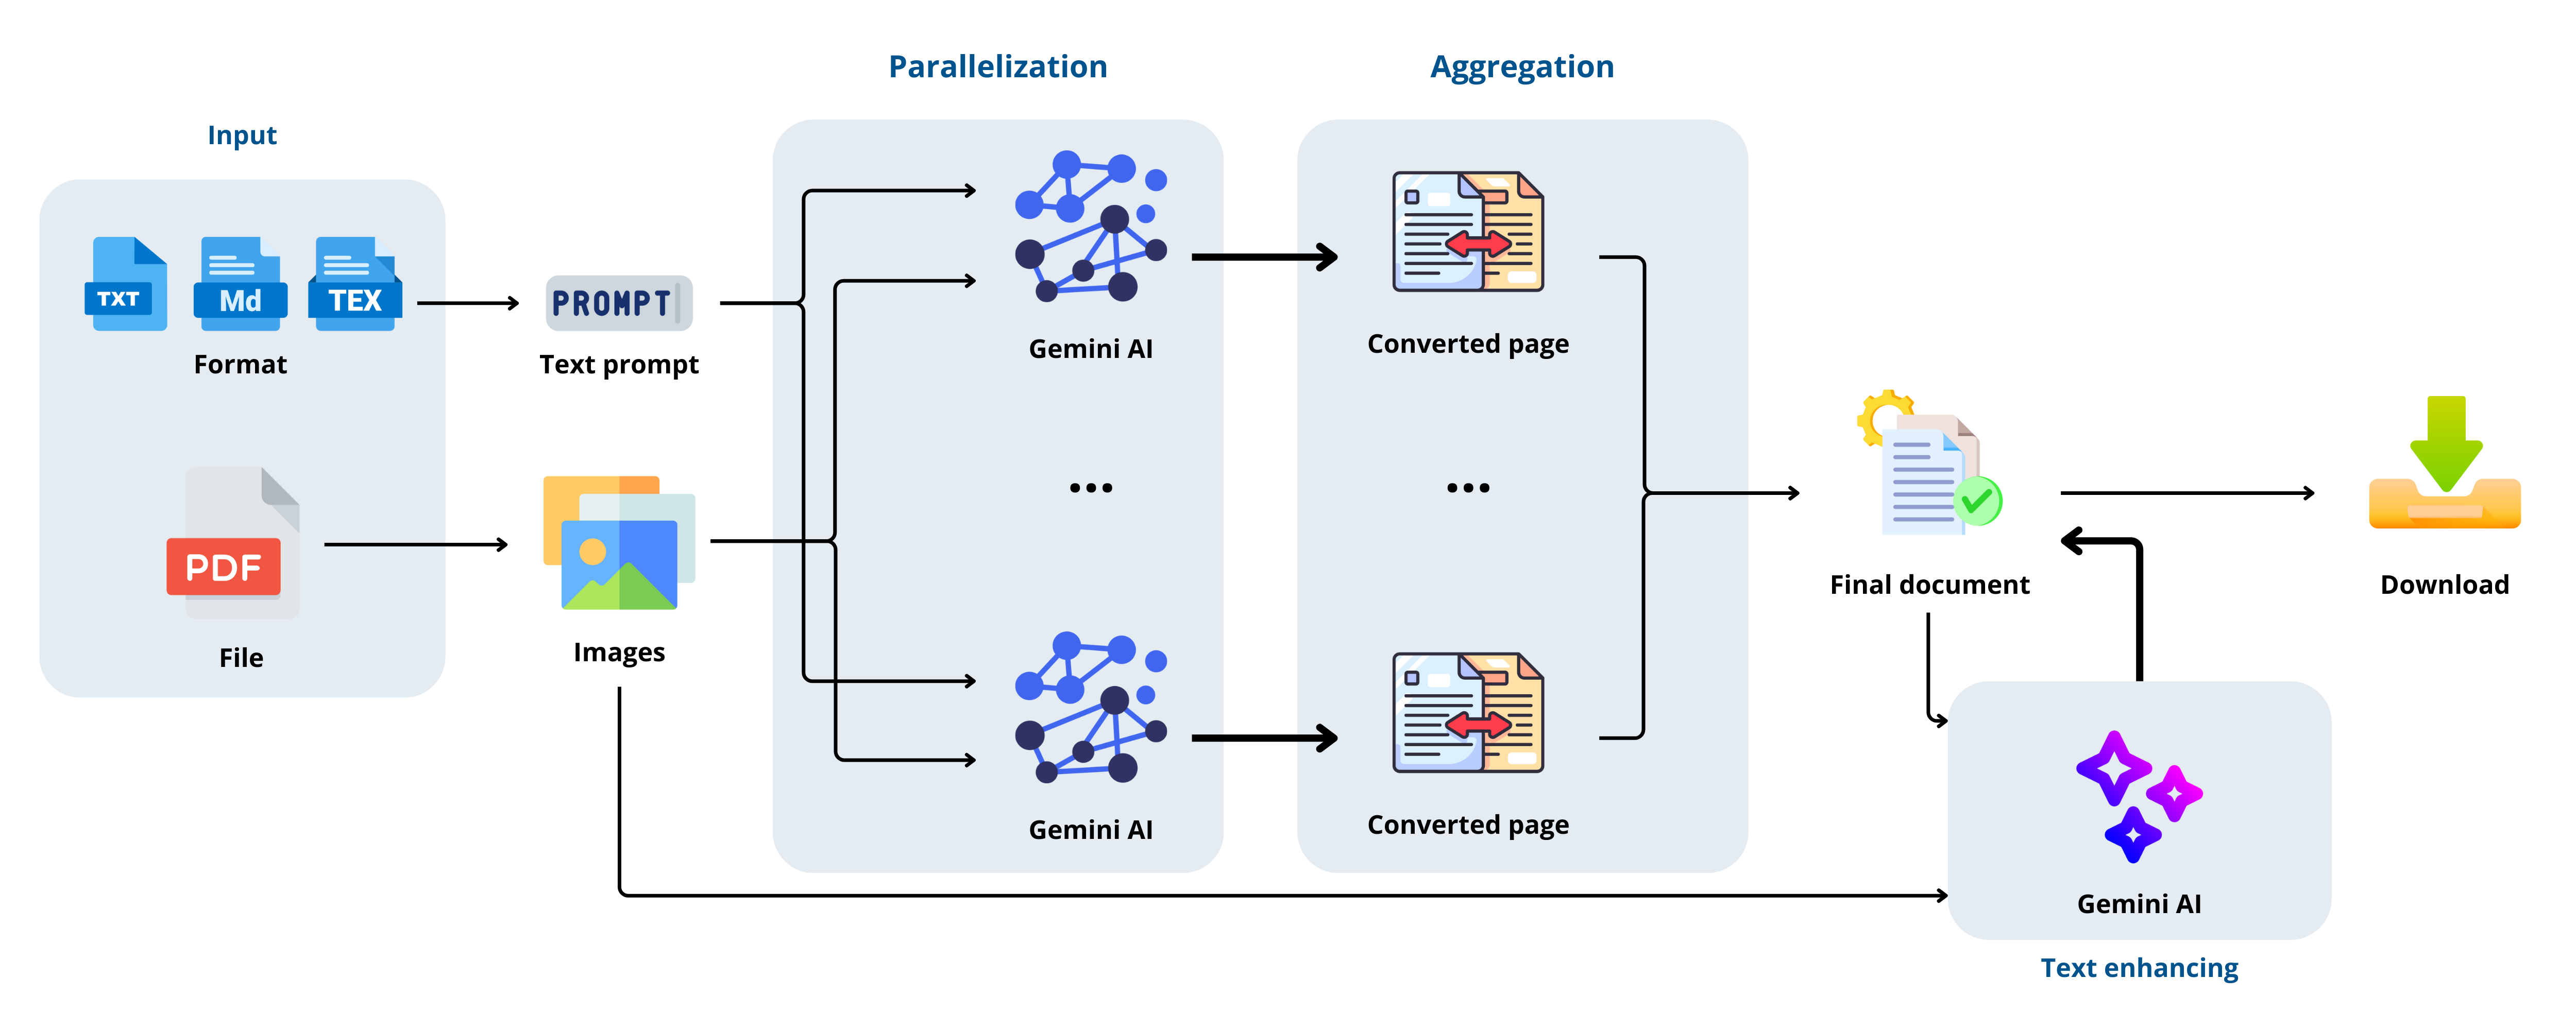 Parallelization
Aggregation
Input
TXT
Md
TEX
Format
PROMPT
Text prompt
Gemini AI
Converted page
PDF
File
Images
...
...
Final document
Download
Gemini AI
Converted page
Gemini AI
Text enhancing